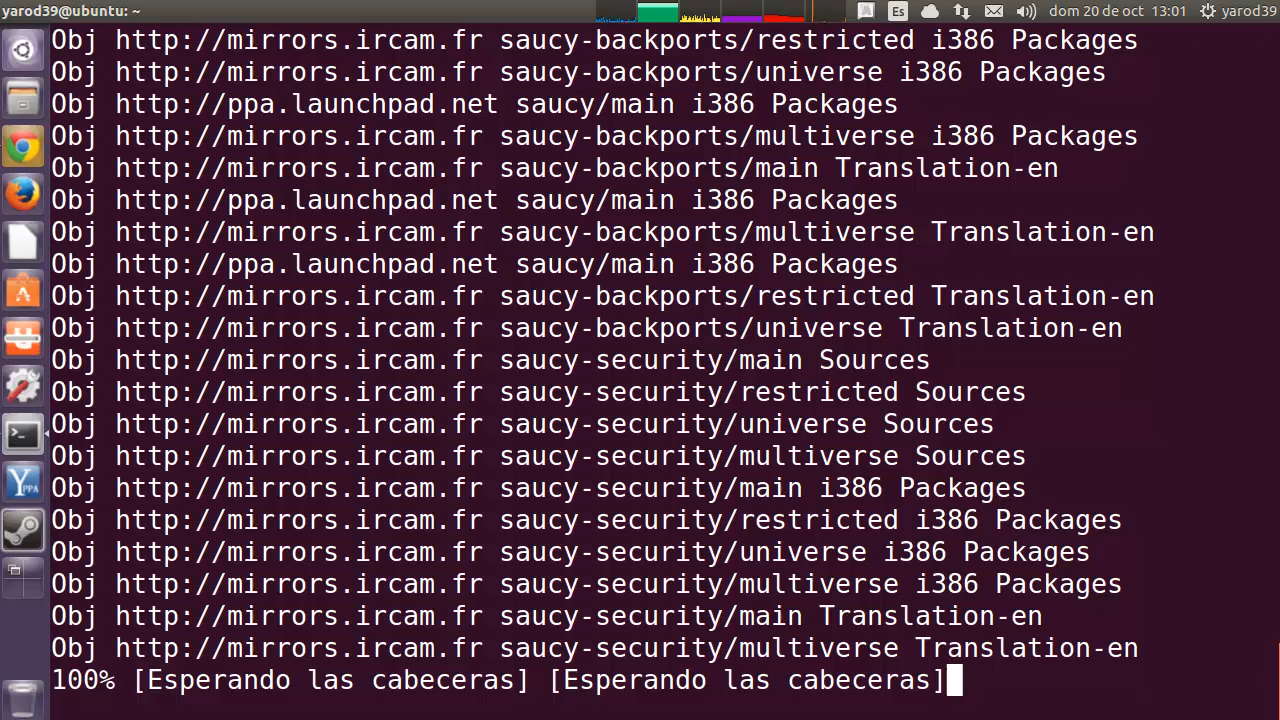 yarod39@ubuntu: ~
A
Es
dom 20 de oct 13:01
yarod39
Obj http://mirrors.ircam.fr saucy-backports/restricted i386 Packages
Obj http://mirrors.ircam.fr saucy-backports/universe i386 Packages
Obj http://ppa.launchpad.net saucy/main i386 Packages
Obj http://mirrors.ircam.fr saucy-backports/multiverse i386 Packages
Obj http://mirrors.ircam.fr saucy-backports/main Translation-en
Obj http://ppa.launchpad.net saucy/main i386 Packages
Obj http://mirrors.ircam.fr saucy-backports/multiverse Translation-en
Obj http://ppa.launchpad.net saucy/main i386 Packages
Obj http://mirrors.ircam.fr saucy-backports/restricted Translation-en
Obj http://mirrors.ircam.fr saucy-backports/universe Translation-en
Obj http://mirrors.ircam.fr saucy-security/main Sources
Obj http://mirrors.ircam.fr saucy-security/restricted Sources
Obj http://mirrors.ircam.fr saucy-security/universe Sources
Obj http://mirrors.ircam.fr saucy-security/multiverse Sources
Obj http://mirrors.ircam.fr saucy-security/main i386 Packages
Obj http://mirrors.ircam.fr saucy-security/restricted i386 Packages
Obj http://mirrors.ircam.fr saucy-security/universe i386 Packages
Obj http://mirrors.ircam.fr saucy-security/multiverse i386 Packages
Obj http://mirrors.ircam.fr saucy-security/main Translation-en
Obj http://mirrors.ircam.fr saucy-security/multiverse Translation-en
100% [Esperando las cabeceras] [Esperando las cabeceras]
Y PPA